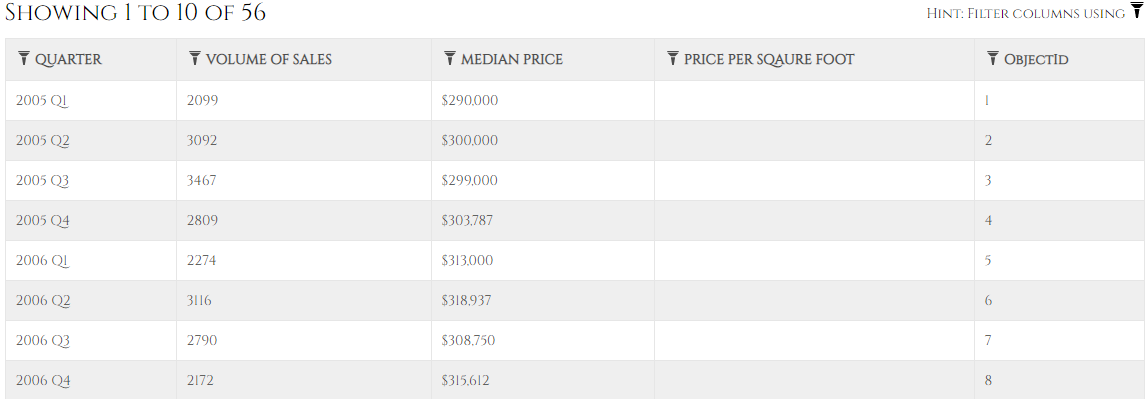 Showing 1 to 10 of 56
Hint: Filter columns using
QUARTER VOLUME OF SALES MEDIAN PRICE PRICE PER SQAURE FOOT ObjectId
2005 Q1 2099 $290,000 1
2005 Q2 3092 $300,000 2
2005 Q3 3467 $299,000 3
2005 Q4 2809 $303,787 4
2006 Q1 2274 $313,000 5
2006 Q2 3116 $318,937 6
2006 Q3 2790 $308,750 7
2006 Q4 2172 $315,612 8